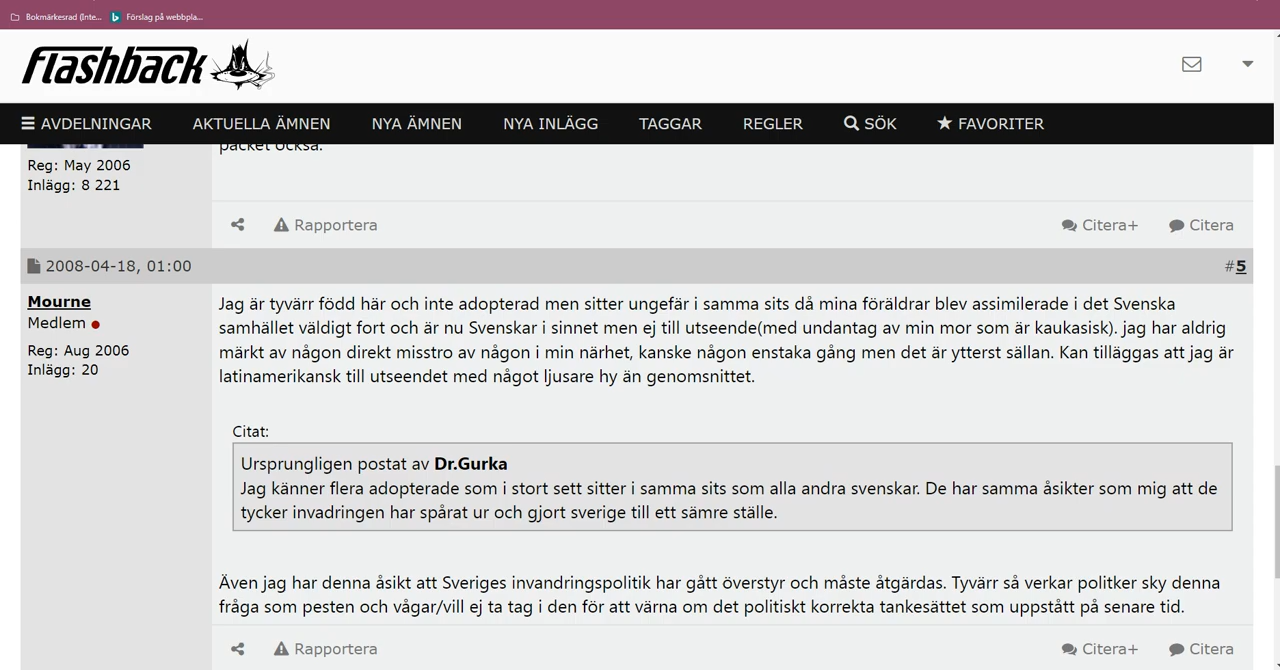 Bokmärkesrad (Inte... Förslag på webbpla...
flashback
AVDELNINGAR AKTUELLA ÄMNEN NYA ÄMNEN NYA INLÄGG TAGGAR REGLER SÖK FAVORITER
packet också.
Reg: May 2006
Inlägg: 8 221
Rapportera Citera+ Citera
2008-04-18, 01:00 #5
Mourne
Medlem
Reg: Aug 2006
Inlägg: 20
Jag är tyvärr född här och inte adopterad men sitter ungefär i samma sits då mina föräldrar blev assimilerade i det Svenska
samhället väldigt fort och är nu Svenskar i sinnet men ej till utseende(med undantag av min mor som är kaukasisk). jag har aldrig
märkt av någon direkt misstro av någon i min närhet, kanske någon enstaka gång men det är ytterst sällan. Kan tilläggas att jag är
latinamerikansk till utseendet med något ljusare hy än genomsnittet.
Citat:
Ursprungligen postat av Dr.Gurka
Jag känner flera adopterade som i stort sett sitter i samma sits som alla andra svenskar. De har samma åsikter som mig att de
tycker invadringen har spårat ur och gjort sverige till ett sämre ställe.
Även jag har denna åsikt att Sveriges invandringspolitik har gått överstyr och måste åtgärdas. Tyvärr så verkar politker sky denna
fråga som pesten och vågar/vill ej ta tag i den för att värna om det politiskt korrekta tankesättet som uppstått på senare tid.
Rapportera Citera+ Citera